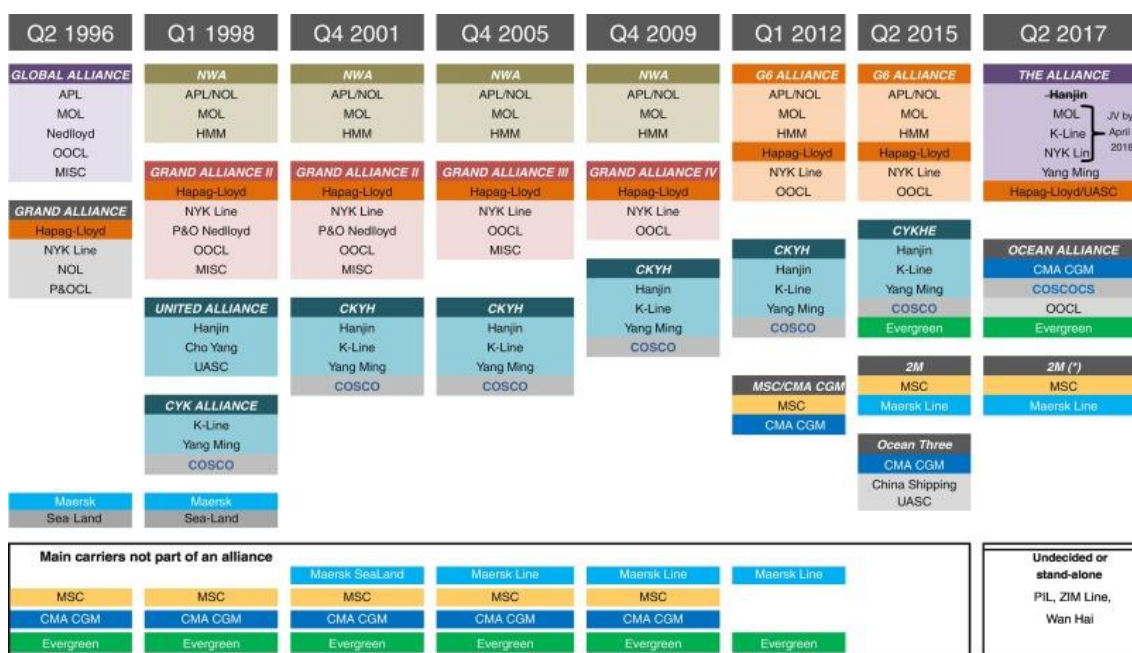 Q2 1996
Q1 1998
Q4 2001
Q4 2005
Q4 2009
Q1 2012
Q2 2015
Q2 2017
GLOBAL ALLIANCE
APL
MOL
Nedlloyd
OOCL
MISC
GRAND ALLIANCE
Hapag-Lloyd
NYK Line
NOL
P&OCL
Maersk
Sea Land
NWA
APL/NOL
MOL
HMM
GRAND ALLIANCE II
Hapag-Lloyd
NYK Line
P&O Nedlloyd
OOCL
MISC
UNITED ALLIANCE
Hanjin
Cho Yang
UASC
CYK ALLIANCE
K-Line
Yang Ming
COSCO
Maersk
Sea-Land
NWA
APL/NOL
MOL
HMM
GRAND ALLIANCE II
Hapag-Lloyd
NYK Line
P&O Nedlloyd
OOCL
MISC
CKYH
Hanjin
K-Line
Yang Ming
COSCO
NWA
APL/NOL
MOL
HMM
GRAND ALLIANCE III
Hapag-Lloyd
NYK Line
OOCL
MISC
CKYH
Hanjin
K-Line
Yang Ming
COSCO
NWA
APL/NOL
MOL
HMM
GRAND ALLIANCE IV
Hapag-Lloyd
NYK Line
OOCL
CKYH
Hanjin
K-Line
Yang Ming
COSCO
G6 ALLIANCE
APL/NOL
MOL
HMM
Hapag-Lloyd
NYK Line
OOCL
CKYH
Hanjin
K-Line
Yang Ming
COSCO
MSC/CMA CGM
MSC
CMA CGM
G6 ALLIANCE
APL/NOL
MOL
HMM
Hapag-Lloyd
NYK Line
OOCL
CYKHE
Hanjin
K-Line
Yang Ming
COSCO
Evergreen
2M
MSC
Maersk Line
Ocean Three
CMA CGM
China Shipping
UASC
THE ALLIANCE
Hanjin
MOL
K-Line
NYK Lin
JV by
April
2018
Yang Ming
Hapag-Lloyd/UASC
OCEAN ALLIANCE
CMA CGM
COSCOCS
OOCL
Evergreen
2M (*)
MSC
Maersk Line
Main carriers not part of an alliance
Maersk SeaLand
Maersk Line
Maersk Line
Maersk Line
MSC
MSC
MSC
MSC
MSC
CMA CGM
CMA CGM
CMA CGM
CMA CGM
CMA CGM
Evergreen
Evergreen
Evergreen
Evergreen
Evergreen
Evergreen
Undecided or
stand-alone
PIL, ZIM Line,
Wan Hai